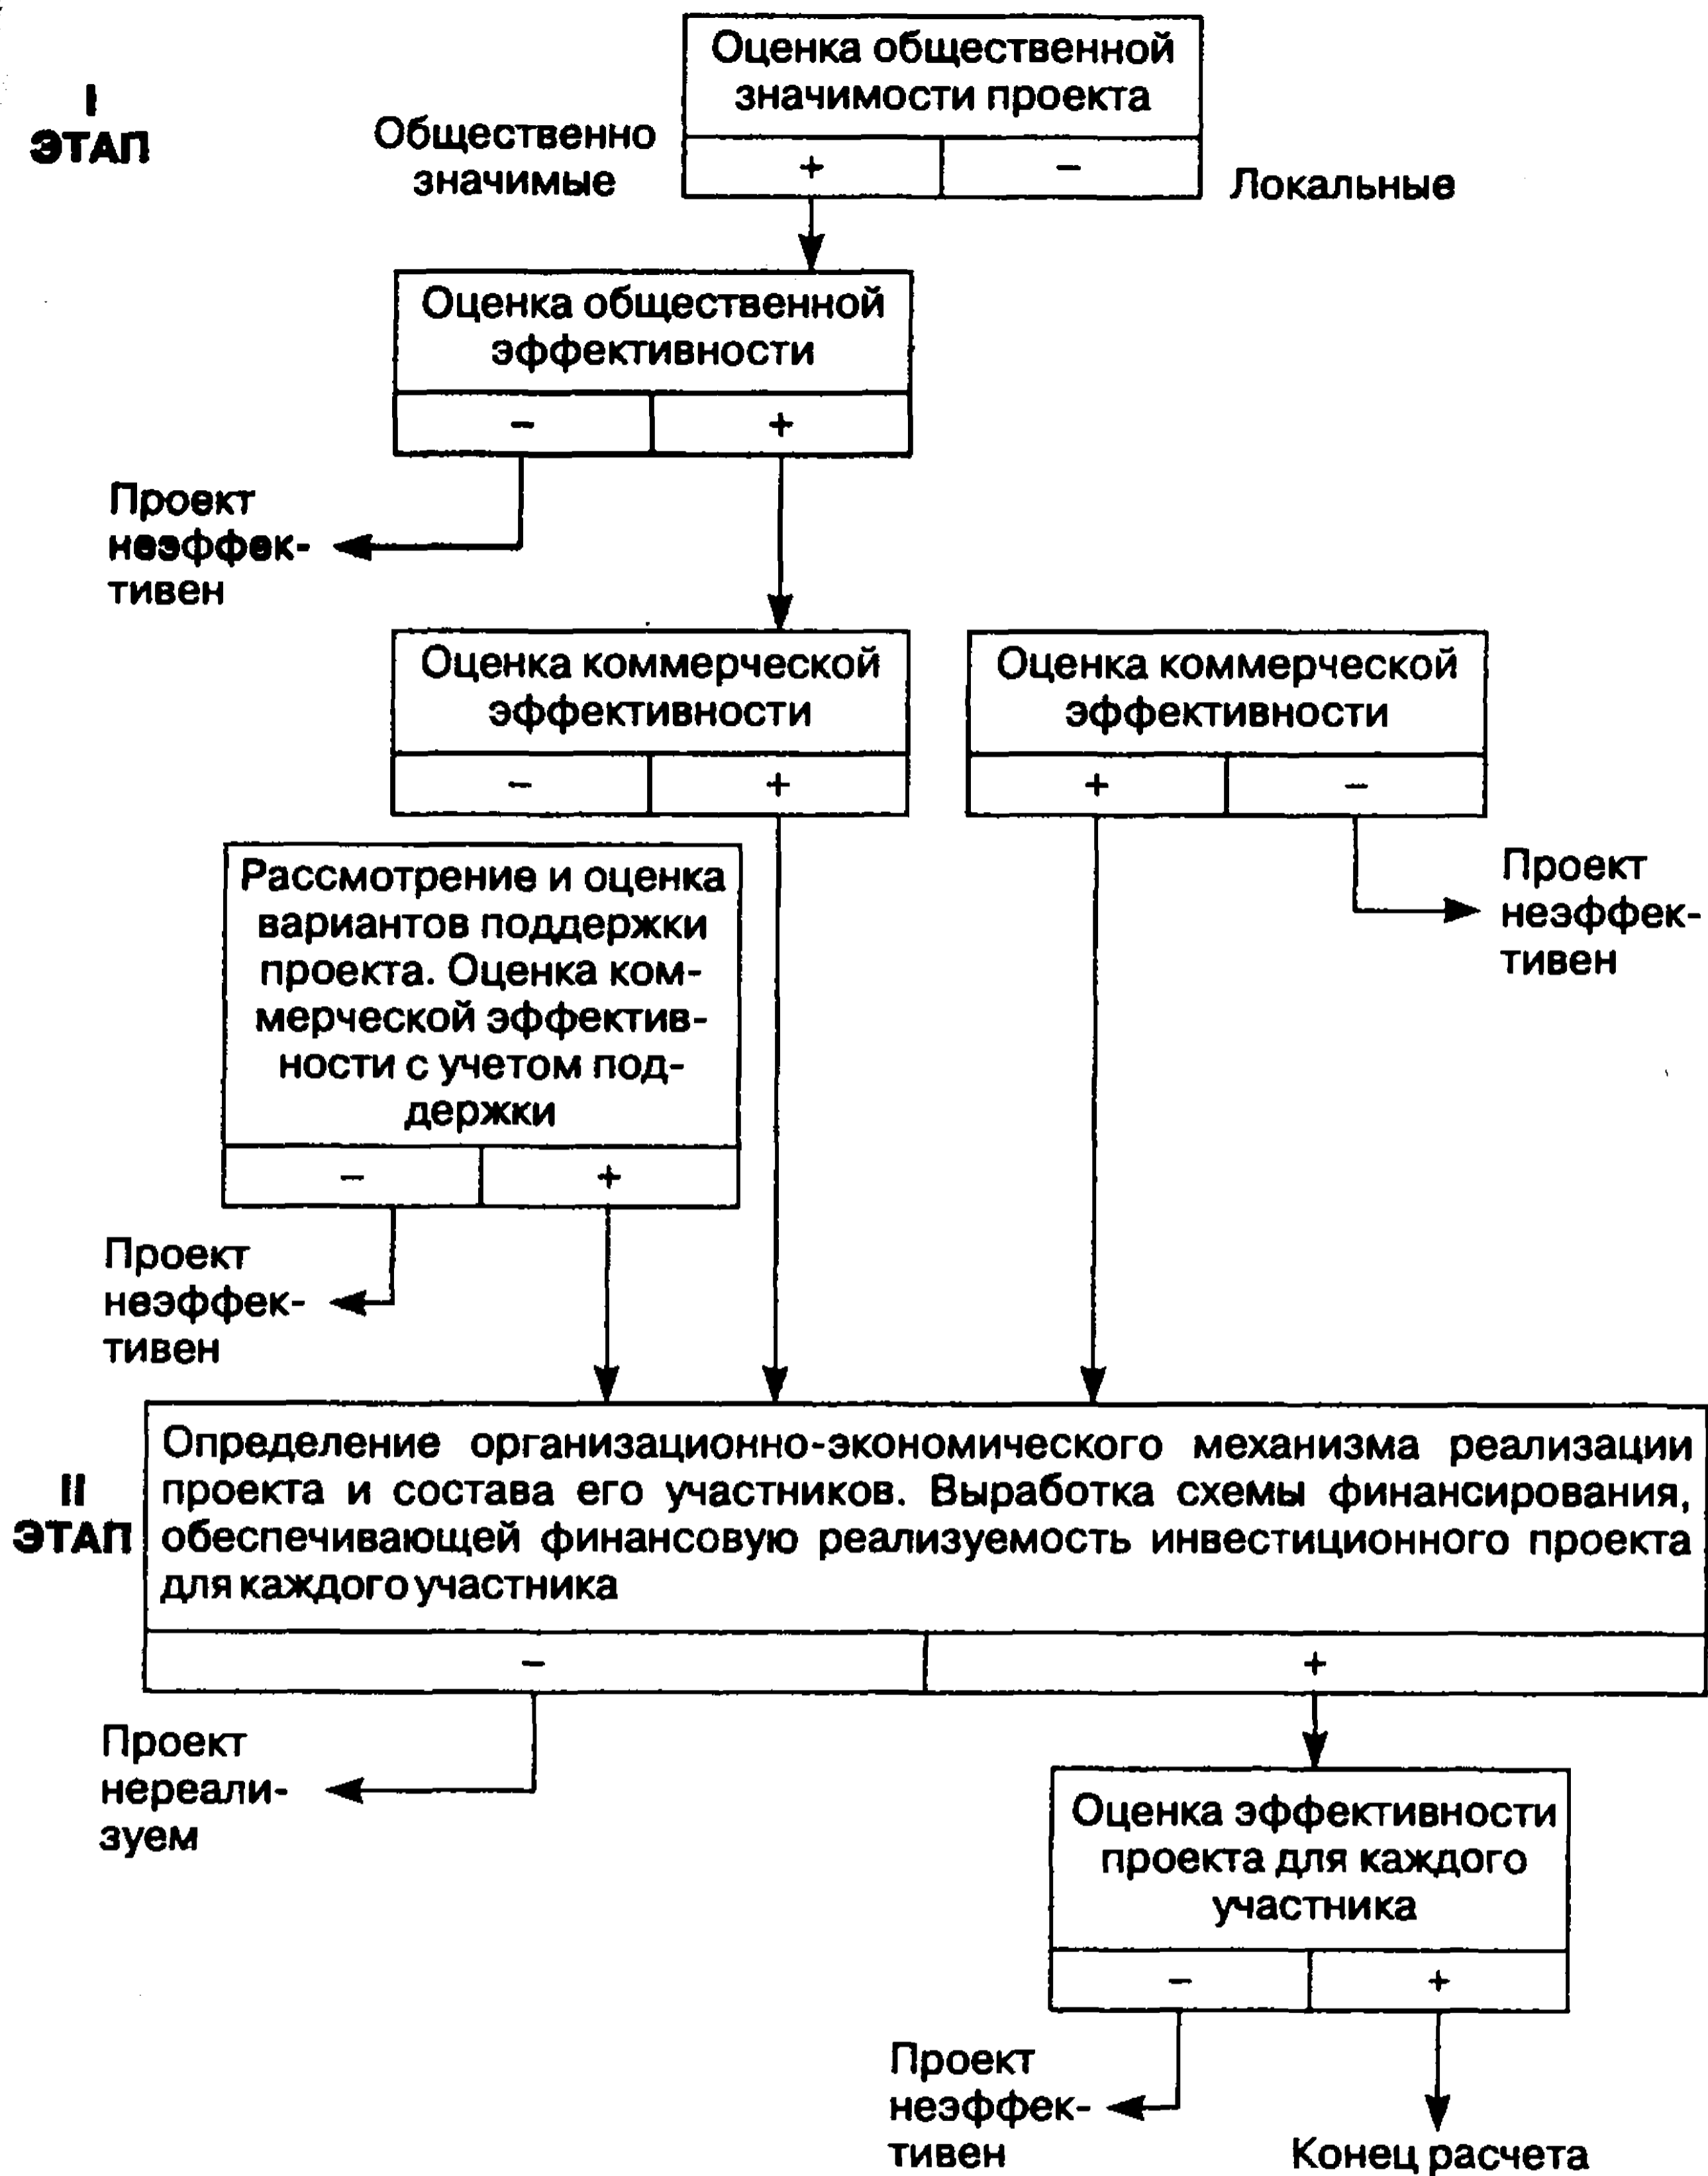 Оценка общественной
значимости проекта
I
ЭТАП
Общественно
значимые
+
–
Локальные
Оценка общественной
эффективности
–
+
Проект
неэффек-
тивен
Оценка коммерческой
эффективности
–
+
Оценка коммерческой
эффективности
+
–
Рассмотрение и оценка
вариантов поддержки
проекта. Оценка ком-
мерческой эффектив-
ности с учетом под-
держки
–
+
Проект
неэффек-
тивен
Проект
неэффек-
тивен
II
ЭТАП
Определение организационно-экономического механизма реализации
проекта и состава его участников. Выработка схемы финансирования,
обеспечивающей финансовую реализуемость инвестиционного проекта
для каждого участника
–
+
Проект
нереали-
зуем
Оценка эффективности
проекта для каждого
участника
–
+
Проект
неэффек-
тивен
Конец расчета